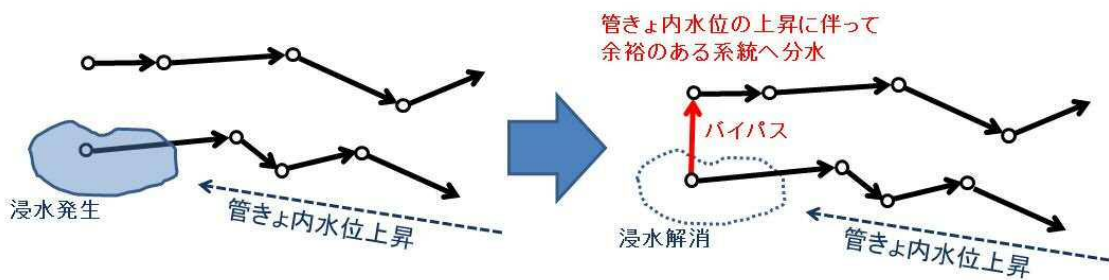 浸水発生
管きょ内水位上昇
管きょ内水位の上昇に伴って
余裕のある系統へ分水
バイパス
浸水解消
管きょ内水位上昇